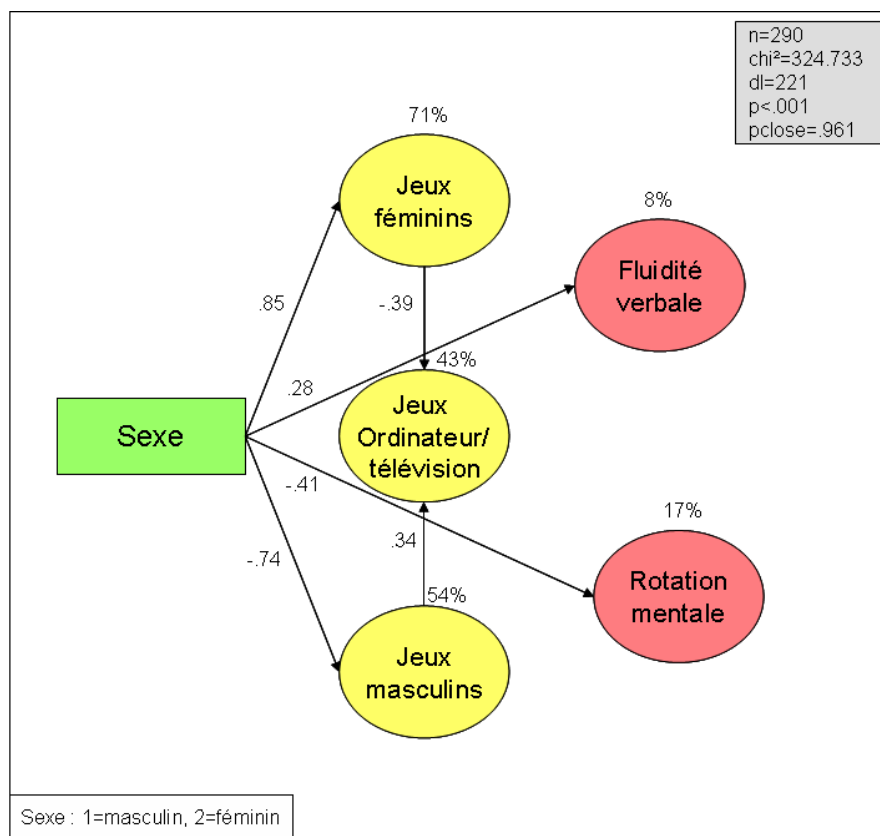 n=290
chi²=324.733
dl=221
p<.001
pclose=.961
71%
Jeux
féminins
8%
Fluidité
verbale
.85
-.39
43%
.28
Jeux
Ordinateur/
télévision
Sexe
-.41
17%
.34
-.74
Rotation
mentale
54%
Jeux
masculins
Sexe : 1=masculin, 2=féminin